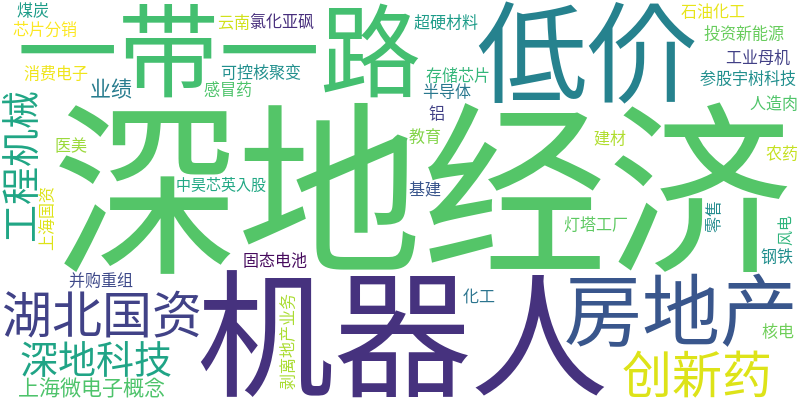 煤炭
芯片分销
云南
氯化亚砜
超硬材料
石油化工
投资新能源
一带一路
低价
消费电子
业绩
可控核聚变
感冒药
存储芯片
半导体
工业母机
参股宇树科技
工程机械
铝
人造肉
深地经济
医美
教育
建材
农药
中昊芯英入股
基建
上海国资
灯塔工厂
零售
风电
固态电池
钢铁
并购重组
湖北国资
机器人
化工
房地产
剥离地产业务
核电
深地科技
创新药
上海微电子概念